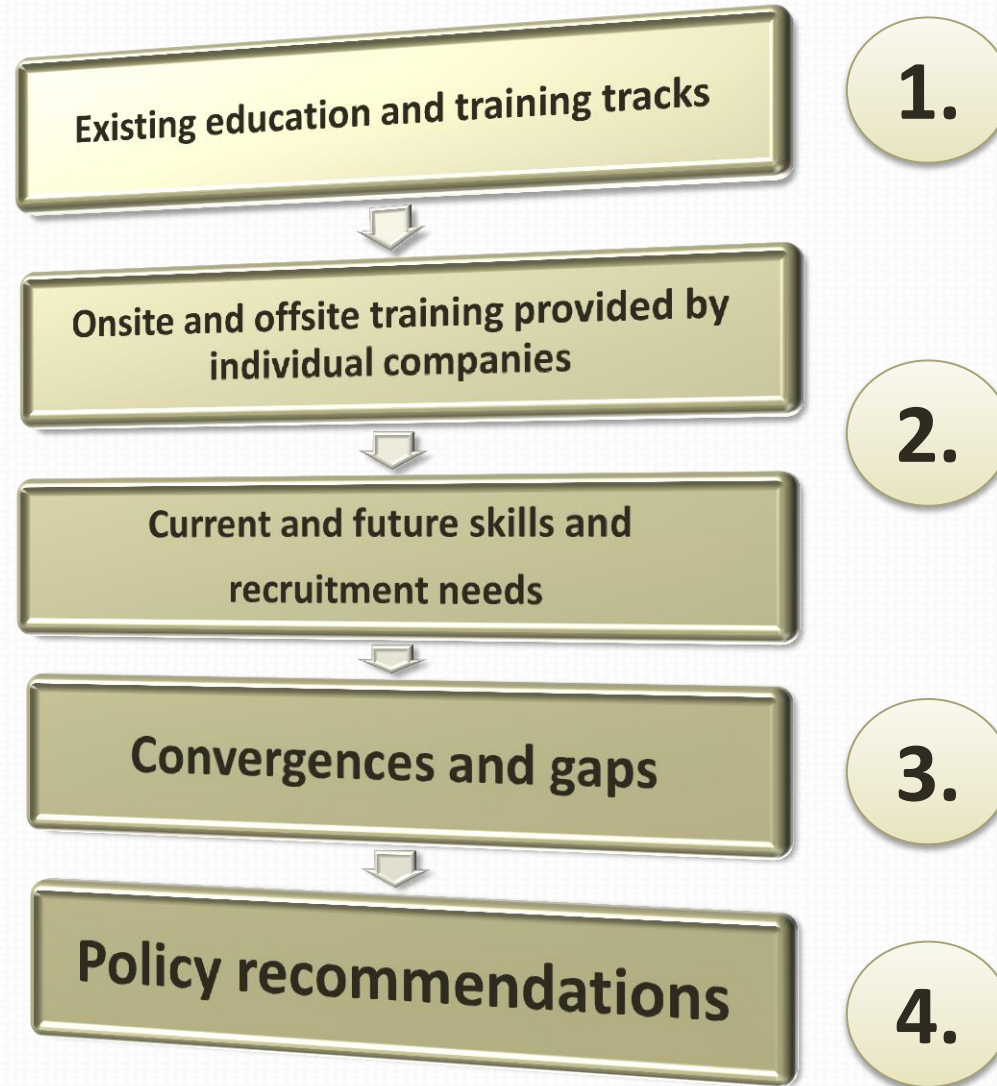 Existing education and training tracks
1.
Onsite and offsite training provided by
individual companies
2.
Current and future skills and
recruitment needs
Convergences and gaps
3.
Policy recommendations
4.